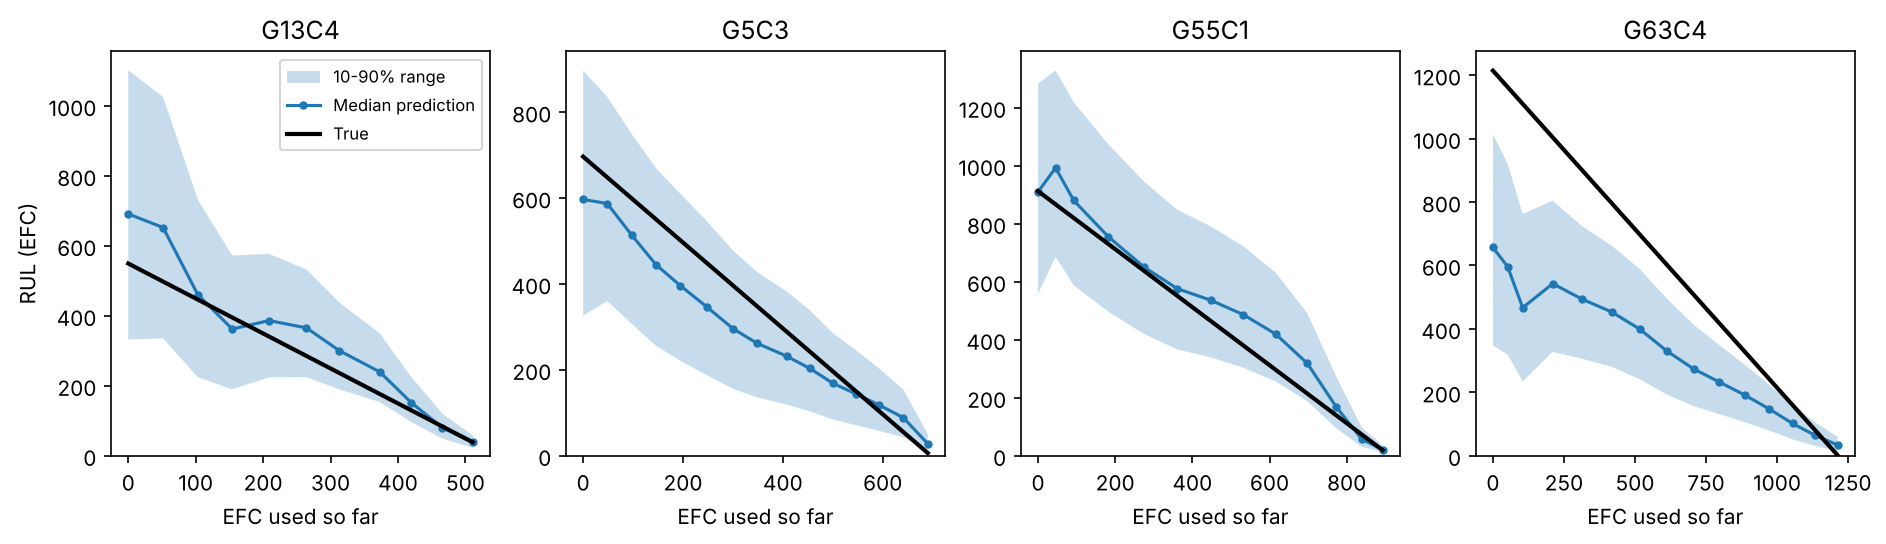 G13C4
G5C3
G55C1
G63C4
10-90% range
Median prediction
True
RUL (EFC)
1000
800
600
400
200
0
0 100 200 300 400 500
EFC used so far
800
600
400
200
0
0 200 400 600
EFC used so far
1200
1000
800
600
400
200
0
0 200 400 600 800
EFC used so far
1200
1000
800
600
400
200
0
0 250 500 750 1000 1250
EFC used so far